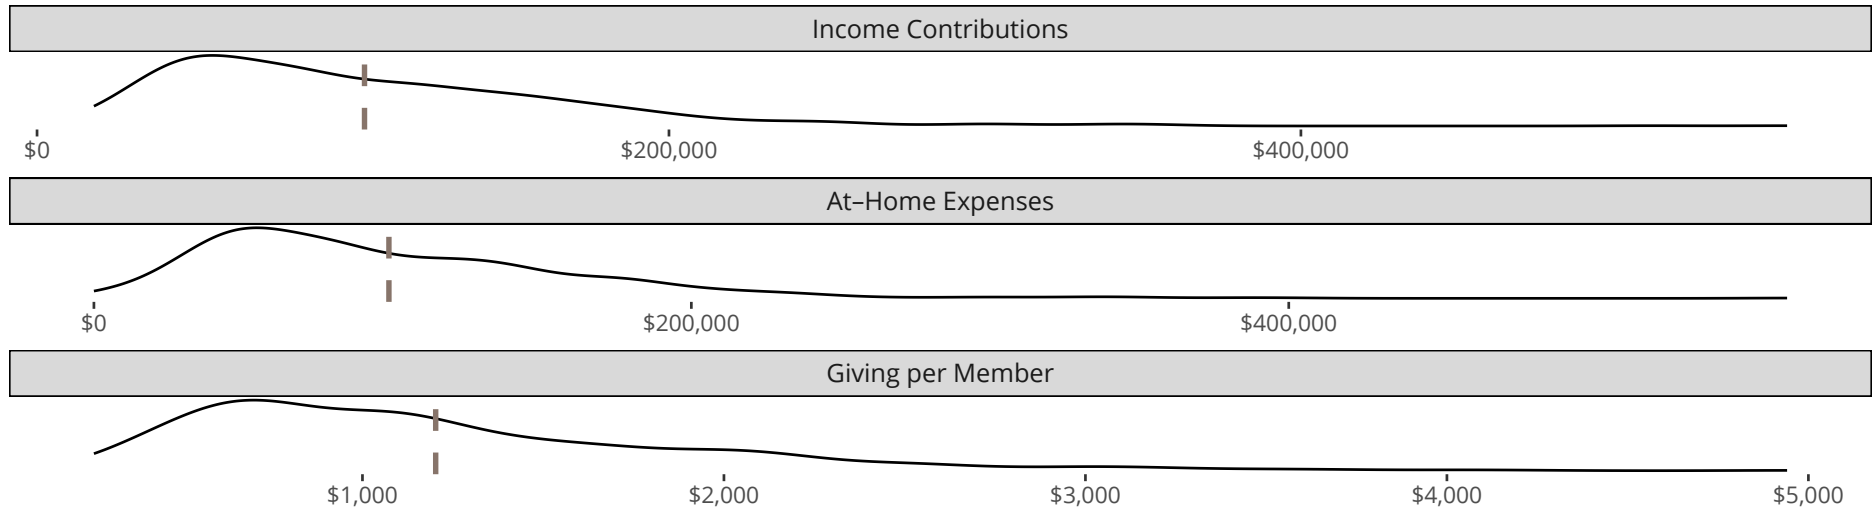 Income Contributions
$0 $200,000 $400,000
At–Home Expenses
$0 $200,000 $400,000
Giving per Member
$1,000 $2,000 $3,000 $4,000 $5,000